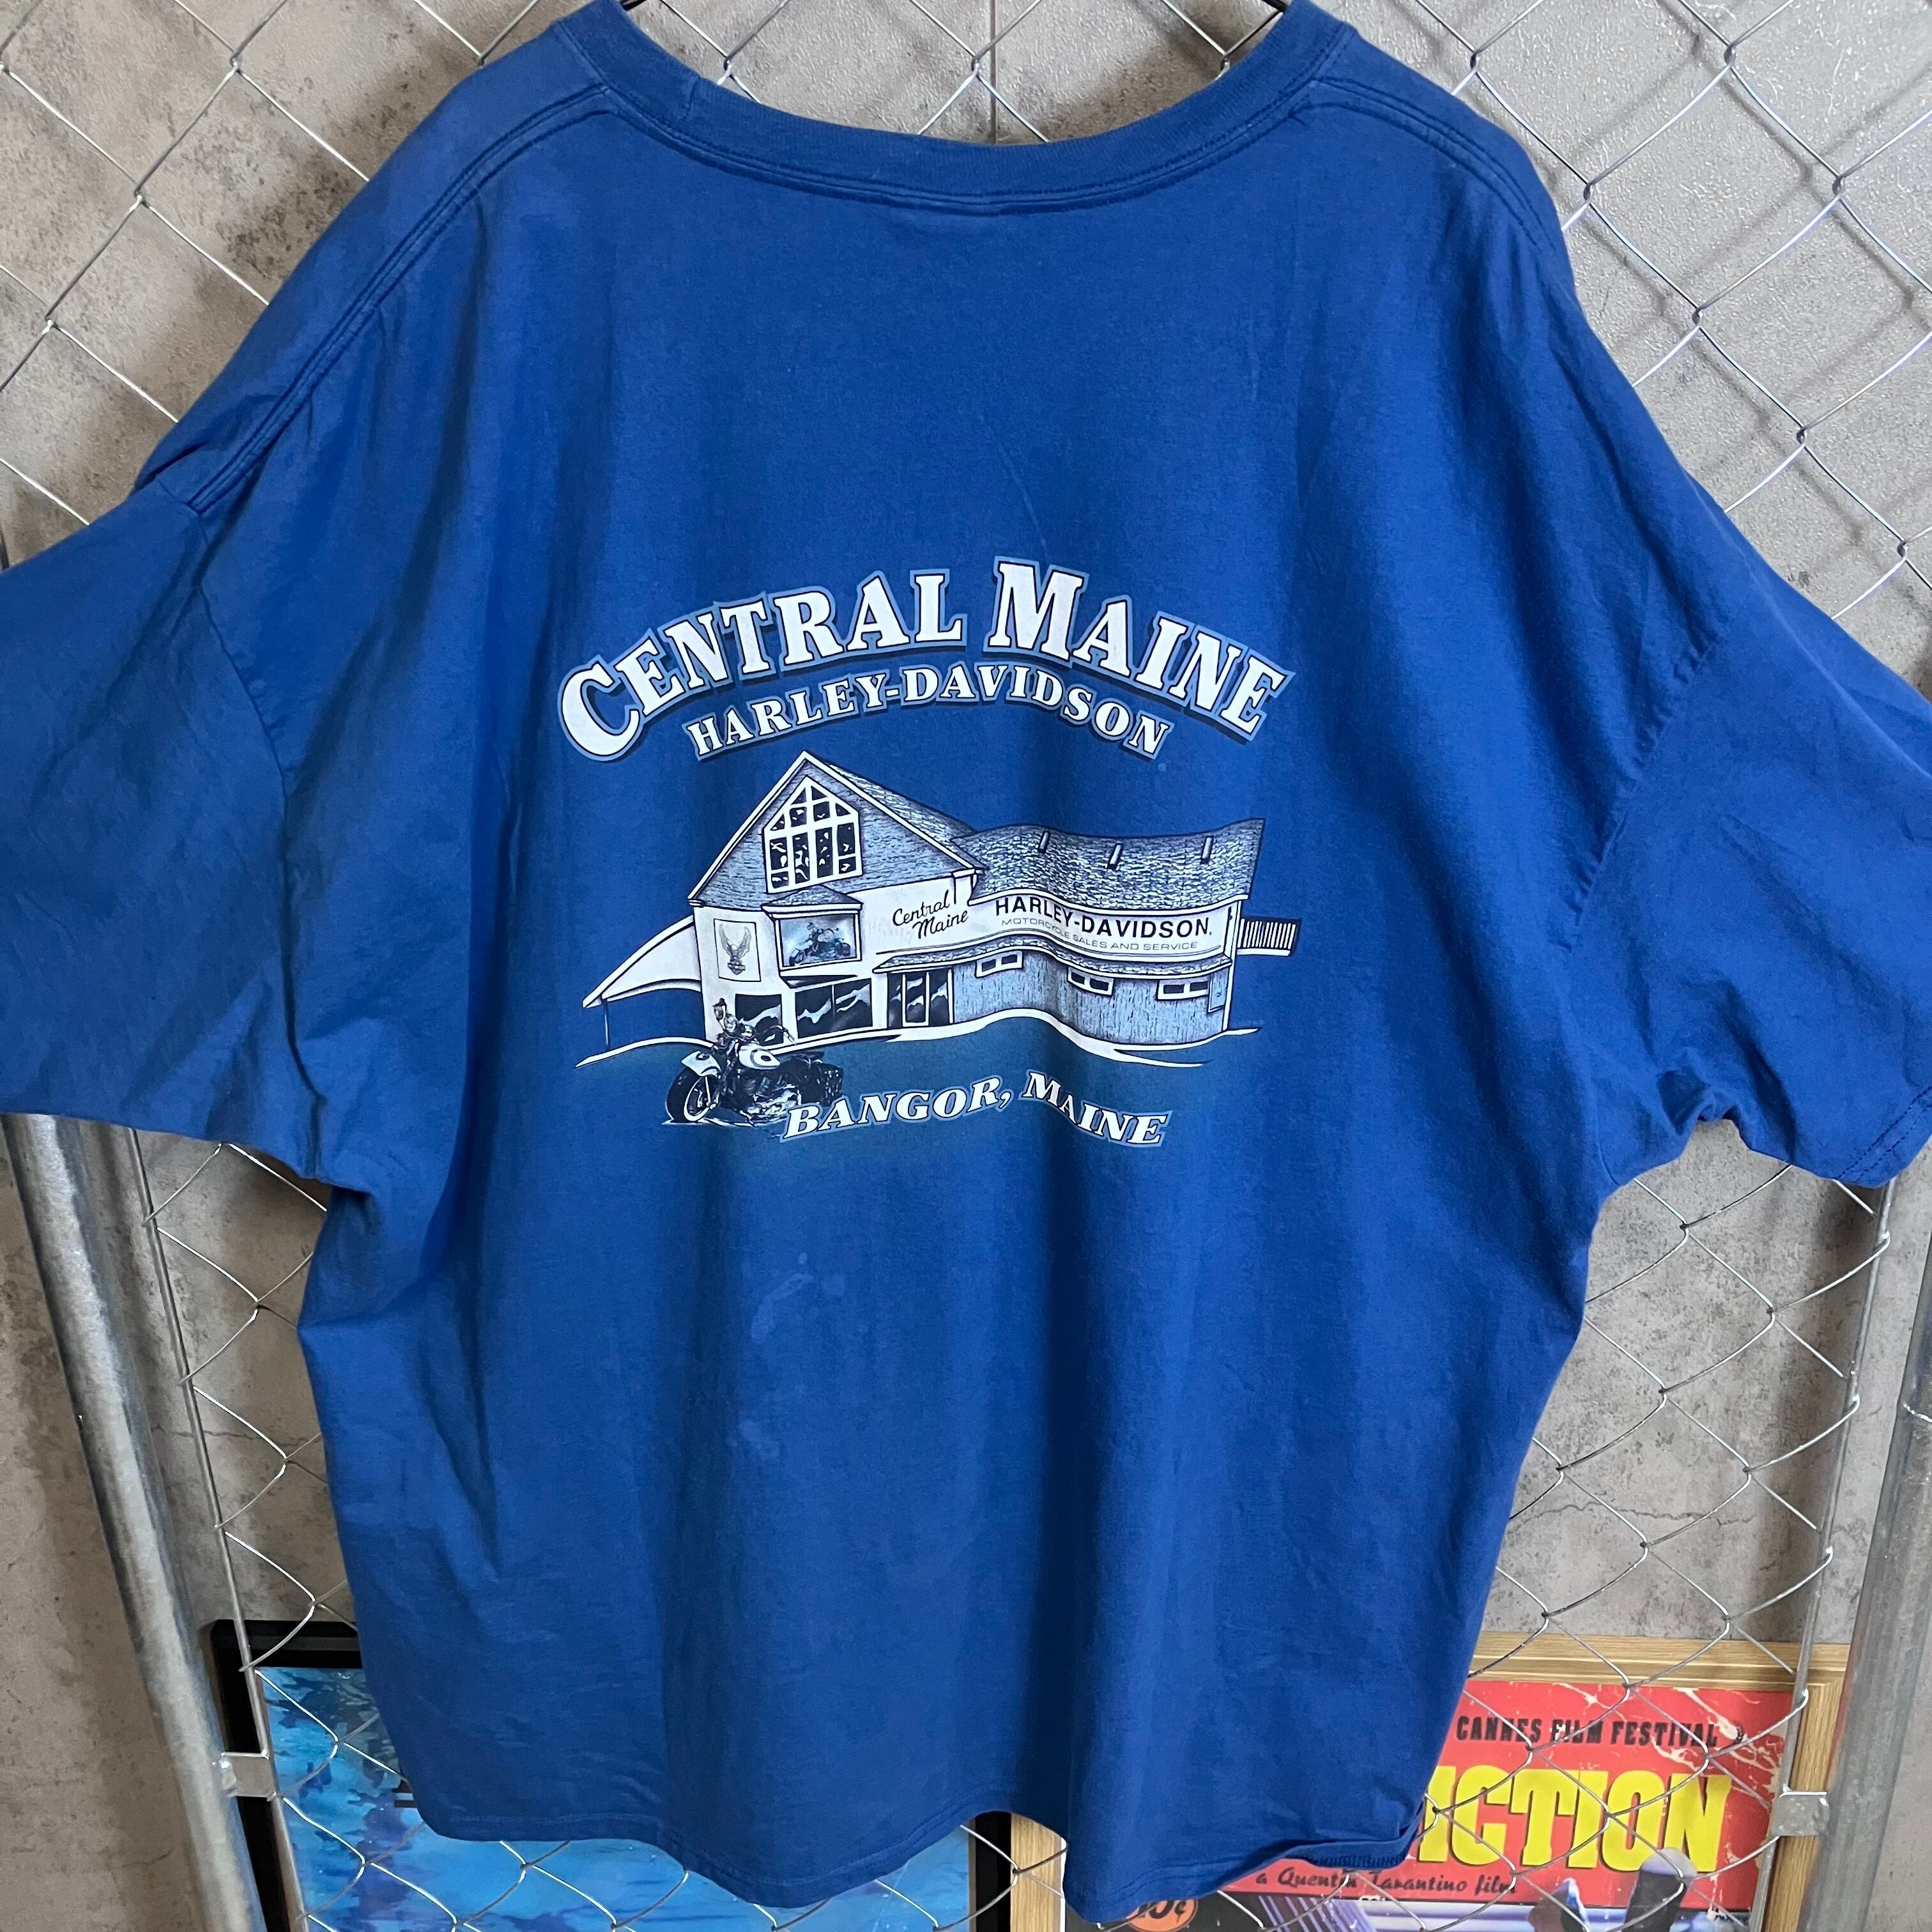 CENTRAL MAINE
HARLEY-DAVIDSON
Central Maine
HARLEY-DAVIDSON.
MOTORCYCLE SALES AND SERVICE
BANGOR, MAINE
CANNES FILM FESTIVAL
ICTION
a Quentin Tarantino film
10¢